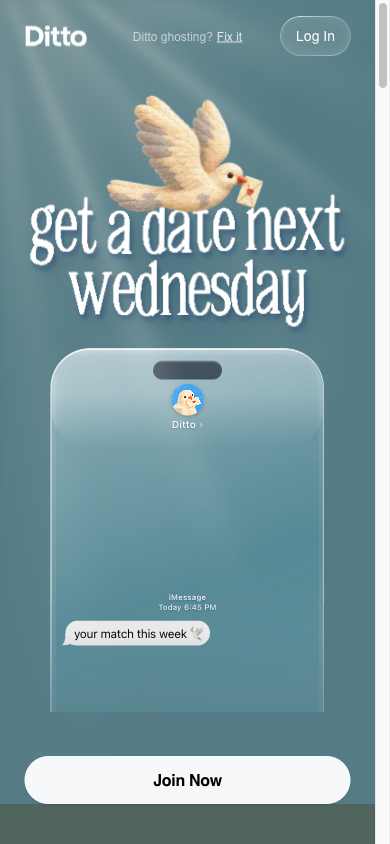 Ditto
Ditto ghosting? Fix it
Log In
get a date next
wednesday
Ditto ›
iMessage
Today 6:45 PM
your match this week 🕊️
Join Now